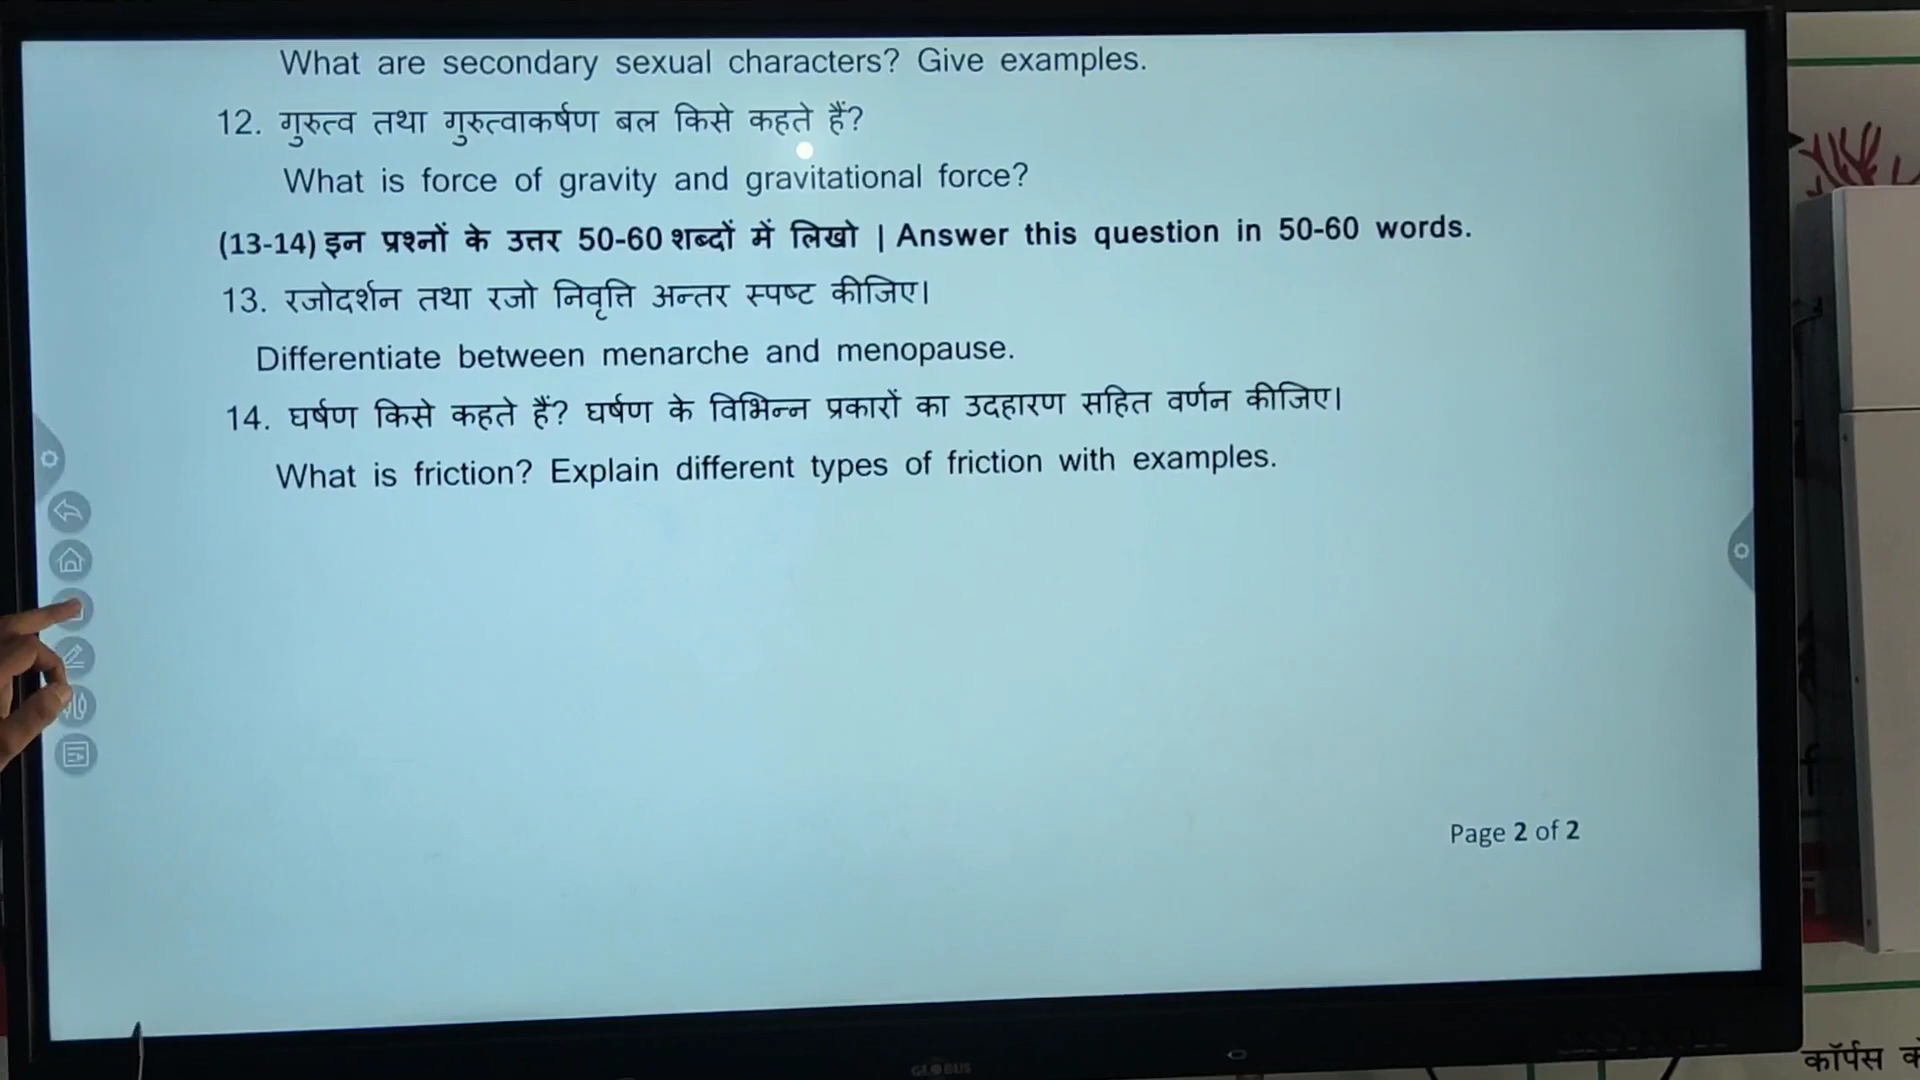 What are secondary sexual characters? Give examples.
12. गुरुत्व तथा गुरुत्वाकर्षण बल किसे कहते हैं?
What is force of gravity and gravitational force?
(13-14) इन प्रश्नों के उत्तर 50-60 शब्दों में लिखो | Answer this question in 50-60 words.
13. रजोदर्शन तथा रजो निवृत्ति अन्तर स्पष्ट कीजिए।
Differentiate between menarche and menopause.
14. घर्षण किसे कहते हैं? घर्षण के विभिन्न प्रकारों का उदहारण सहित वर्णन कीजिए।
What is friction? Explain different types of friction with examples.
Page 2 of 2
GLOBUS
कॉर्पस